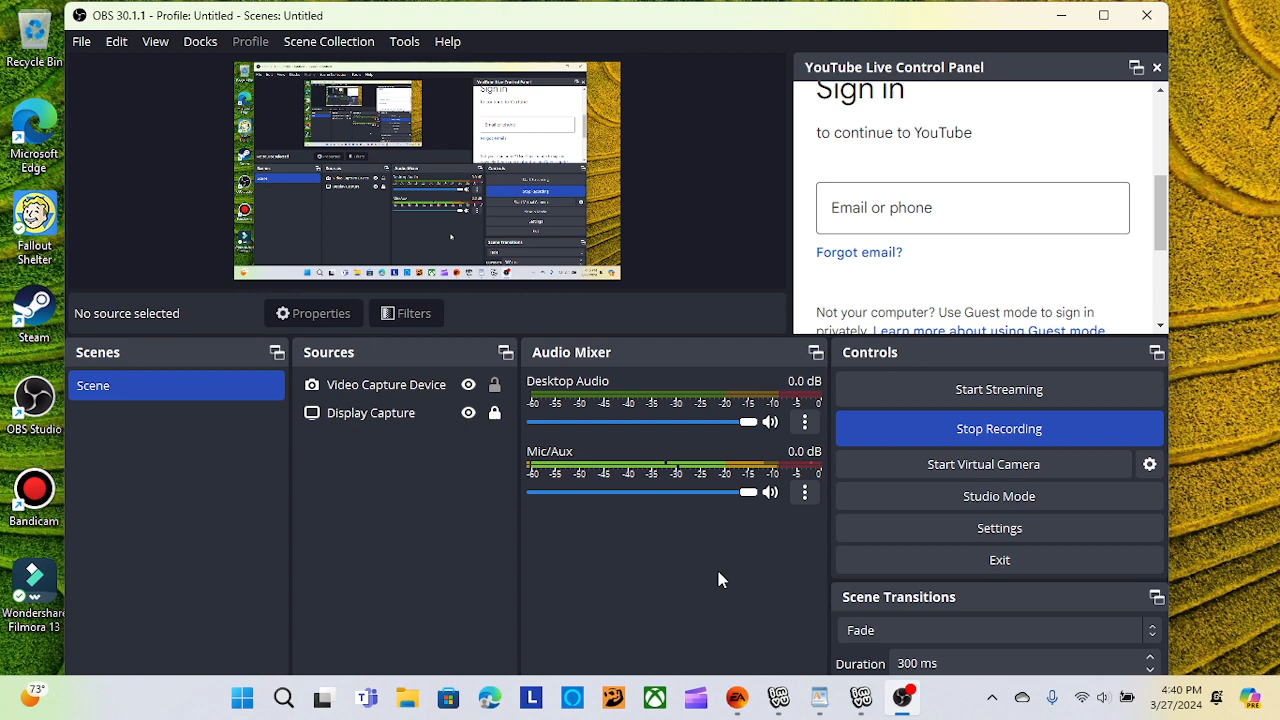 Recycle Bin
Microsoft
Edge
Fallout
Shelter
Steam
OBS Studio
Bandicam
Wondershare
Filmora 13
OBS 30.1.1 - Profile: Untitled - Scenes: Untitled
File Edit View Docks Profile Scene Collection Tools Help
YouTube Live Control Panel
Sign in
to continue to YouTube
Email or phone
Forgot email?
Not your computer? Use Guest mode to sign in
privately. Learn more about using Guest mode
No source selected Properties Filters
Scenes
Scene
Sources
Video Capture Device
Display Capture
Audio Mixer
Desktop Audio 0.0 dB
-60 -55 -50 -45 -40 -35 -30 -25 -20 -15 -10 -5 0
Mic/Aux 0.0 dB
-60 -55 -50 -45 -40 -35 -30 -25 -20 -15 -10 -5 0
Controls
Start Streaming
Stop Recording
Start Virtual Camera
Studio Mode
Settings
Exit
Scene Transitions
Fade
Duration 300 ms
73°
4:40 PM
3/27/2024
PRE